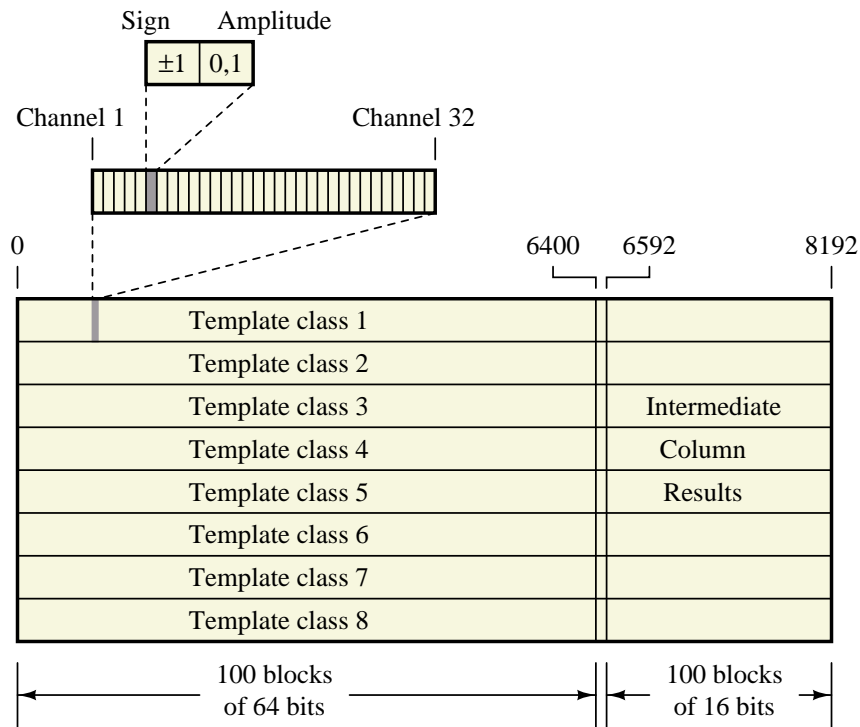 Sign Amplitude
±1 0,1
Channel 1 Channel 32
0 6400 6592 8192
Template class 1
Template class 2
Template class 3 Intermediate
Template class 4 Column
Template class 5 Results
Template class 6
Template class 7
Template class 8
100 blocks 100 blocks
of 64 bits of 16 bits